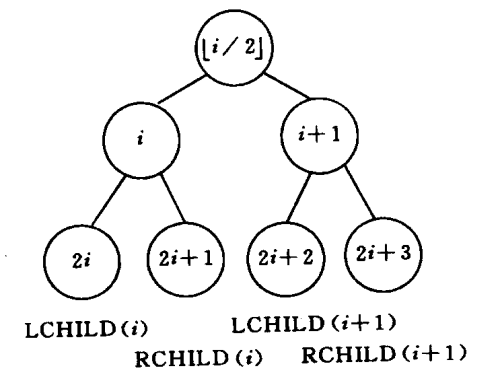 ⌊i/2⌋
i i+1
2i 2i+1 2i+2 2i+3
LCHILD(i) LCHILD(i+1)
RCHILD(i) RCHILD(i+1)